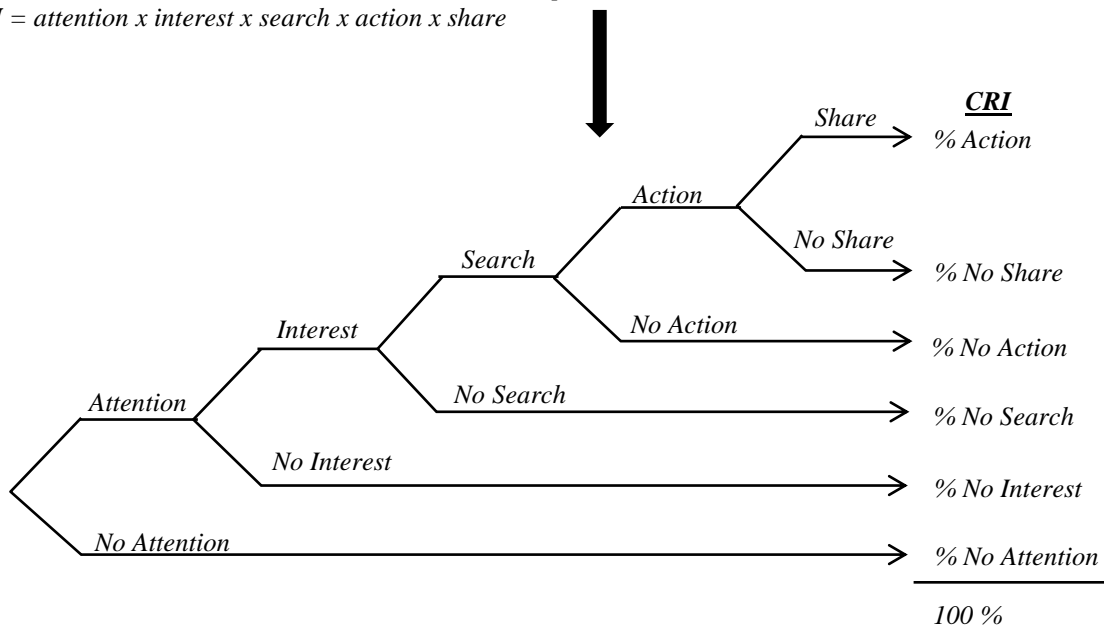 = attention x interest x search x action x share
CRI
Share
% Action
Action
No Share
Search
% No Share
Interest
No Action
% No Action
Attention
No Search
% No Search
No Interest
% No Interest
No Attention
% No Attention
100 %